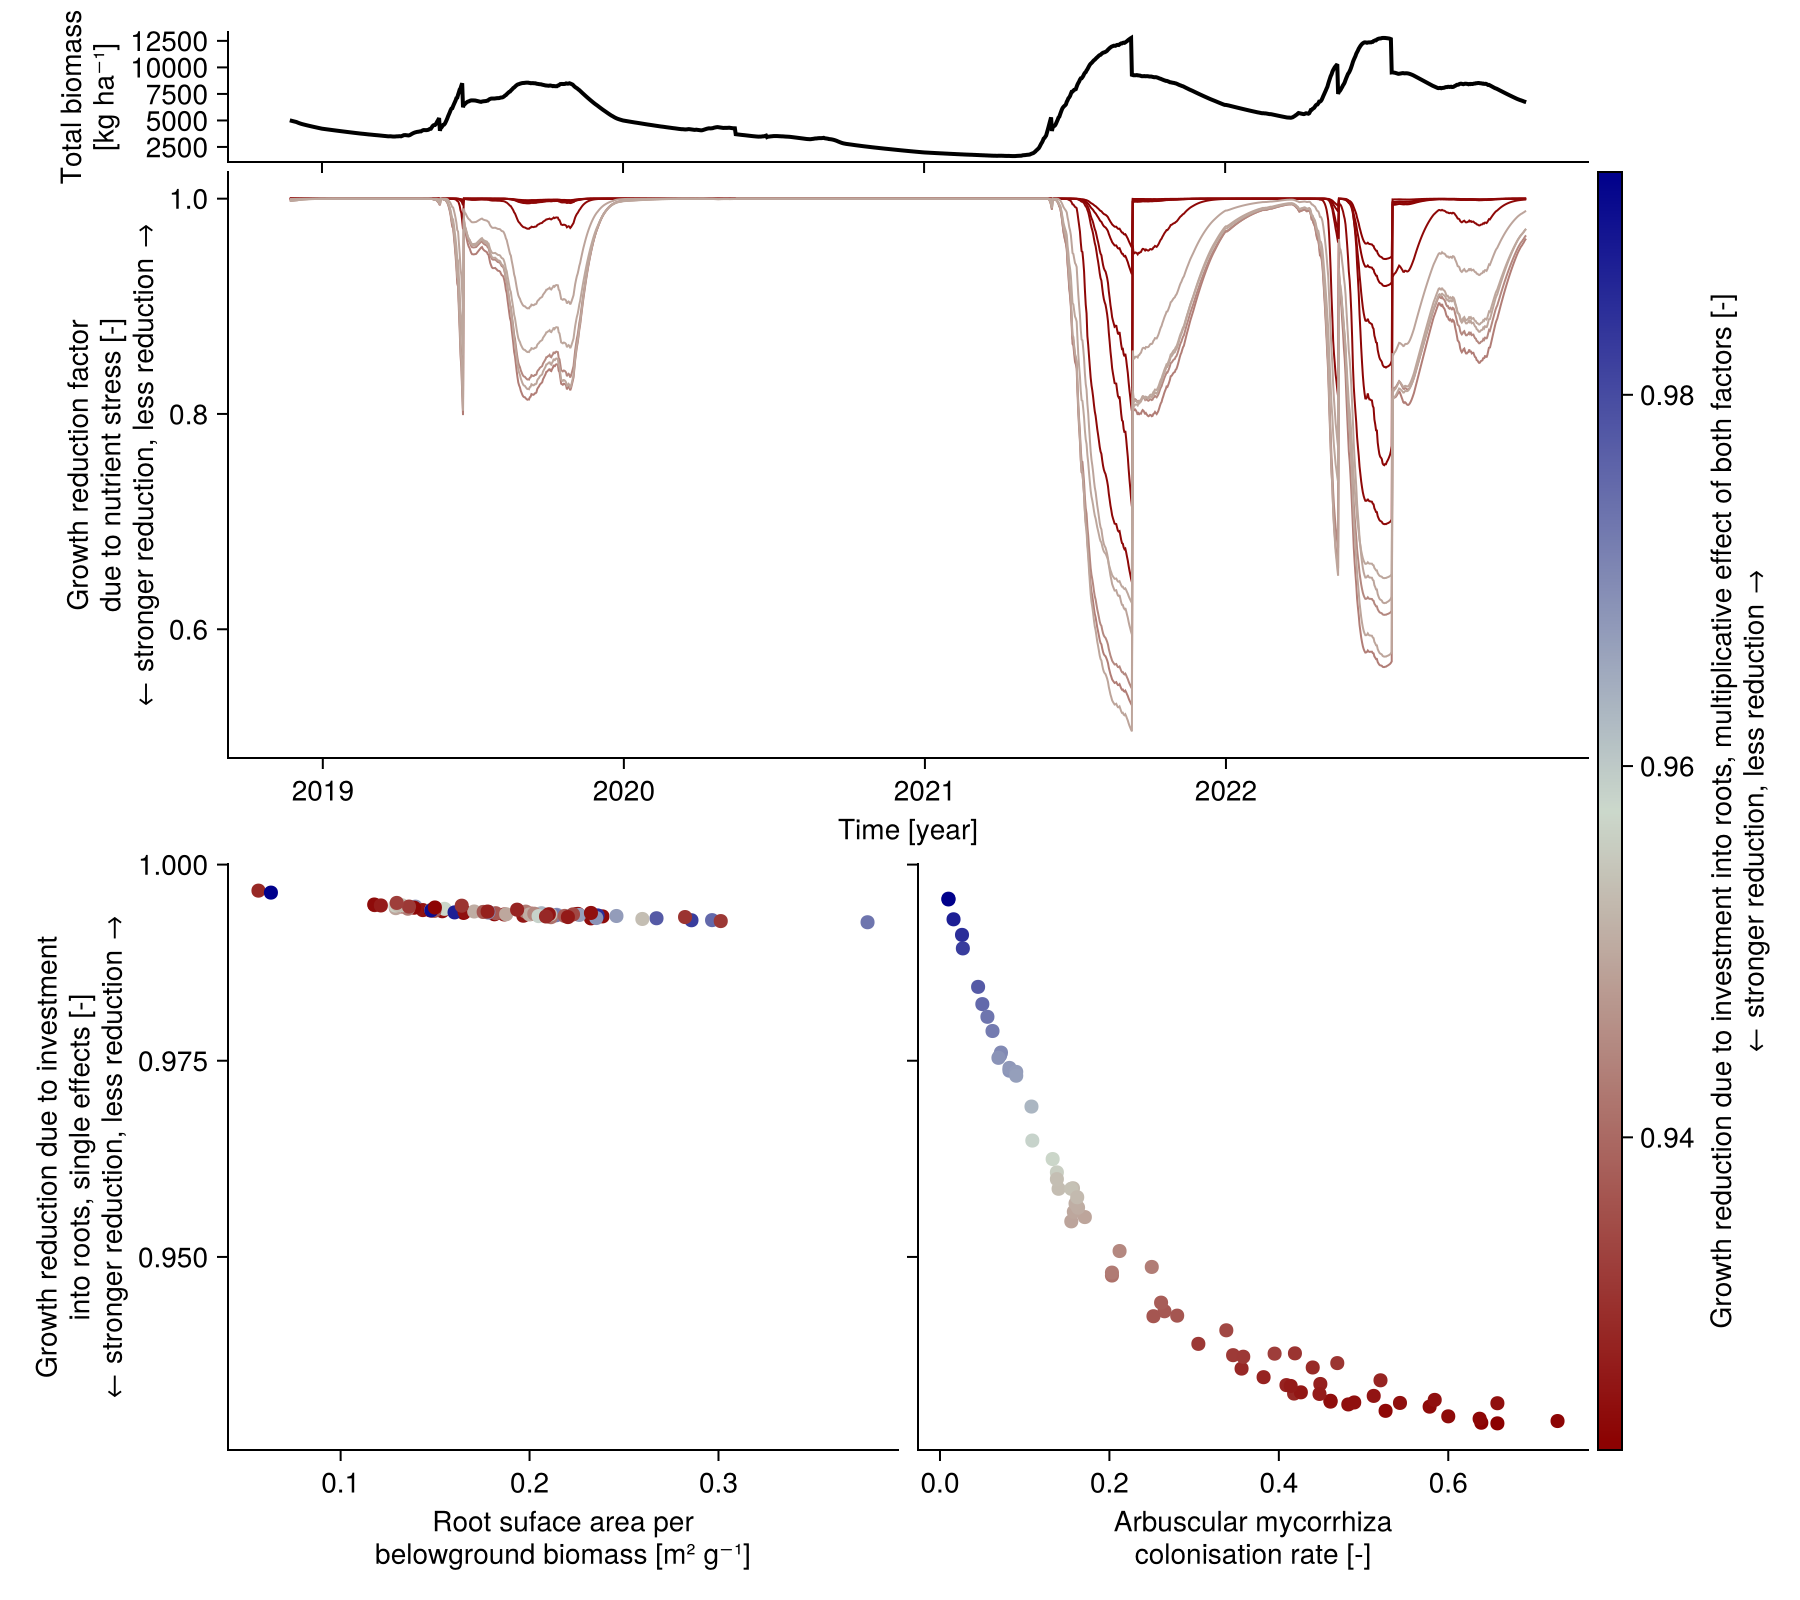 Total biomass
[kg ha⁻¹]
12500
10000
7500
5000
2500
Growth reduction factor
due to nutrient stress [-]
← stronger reduction, less reduction →
1.0
0.8
0.6
2019
2020
2021
2022
Time [year]
Growth reduction due to investment
into roots, single effects [-]
← stronger reduction, less reduction →
1.000
0.975
0.950
0.1
0.2
0.3
Root suface area per
belowground biomass [m² g⁻¹]
0.0
0.2
0.4
0.6
Arbuscular mycorrhiza
colonisation rate [-]
0.98
0.96
0.94
Growth reduction due to investment into roots, multiplicative effect of both factors [-]
← stronger reduction, less reduction →